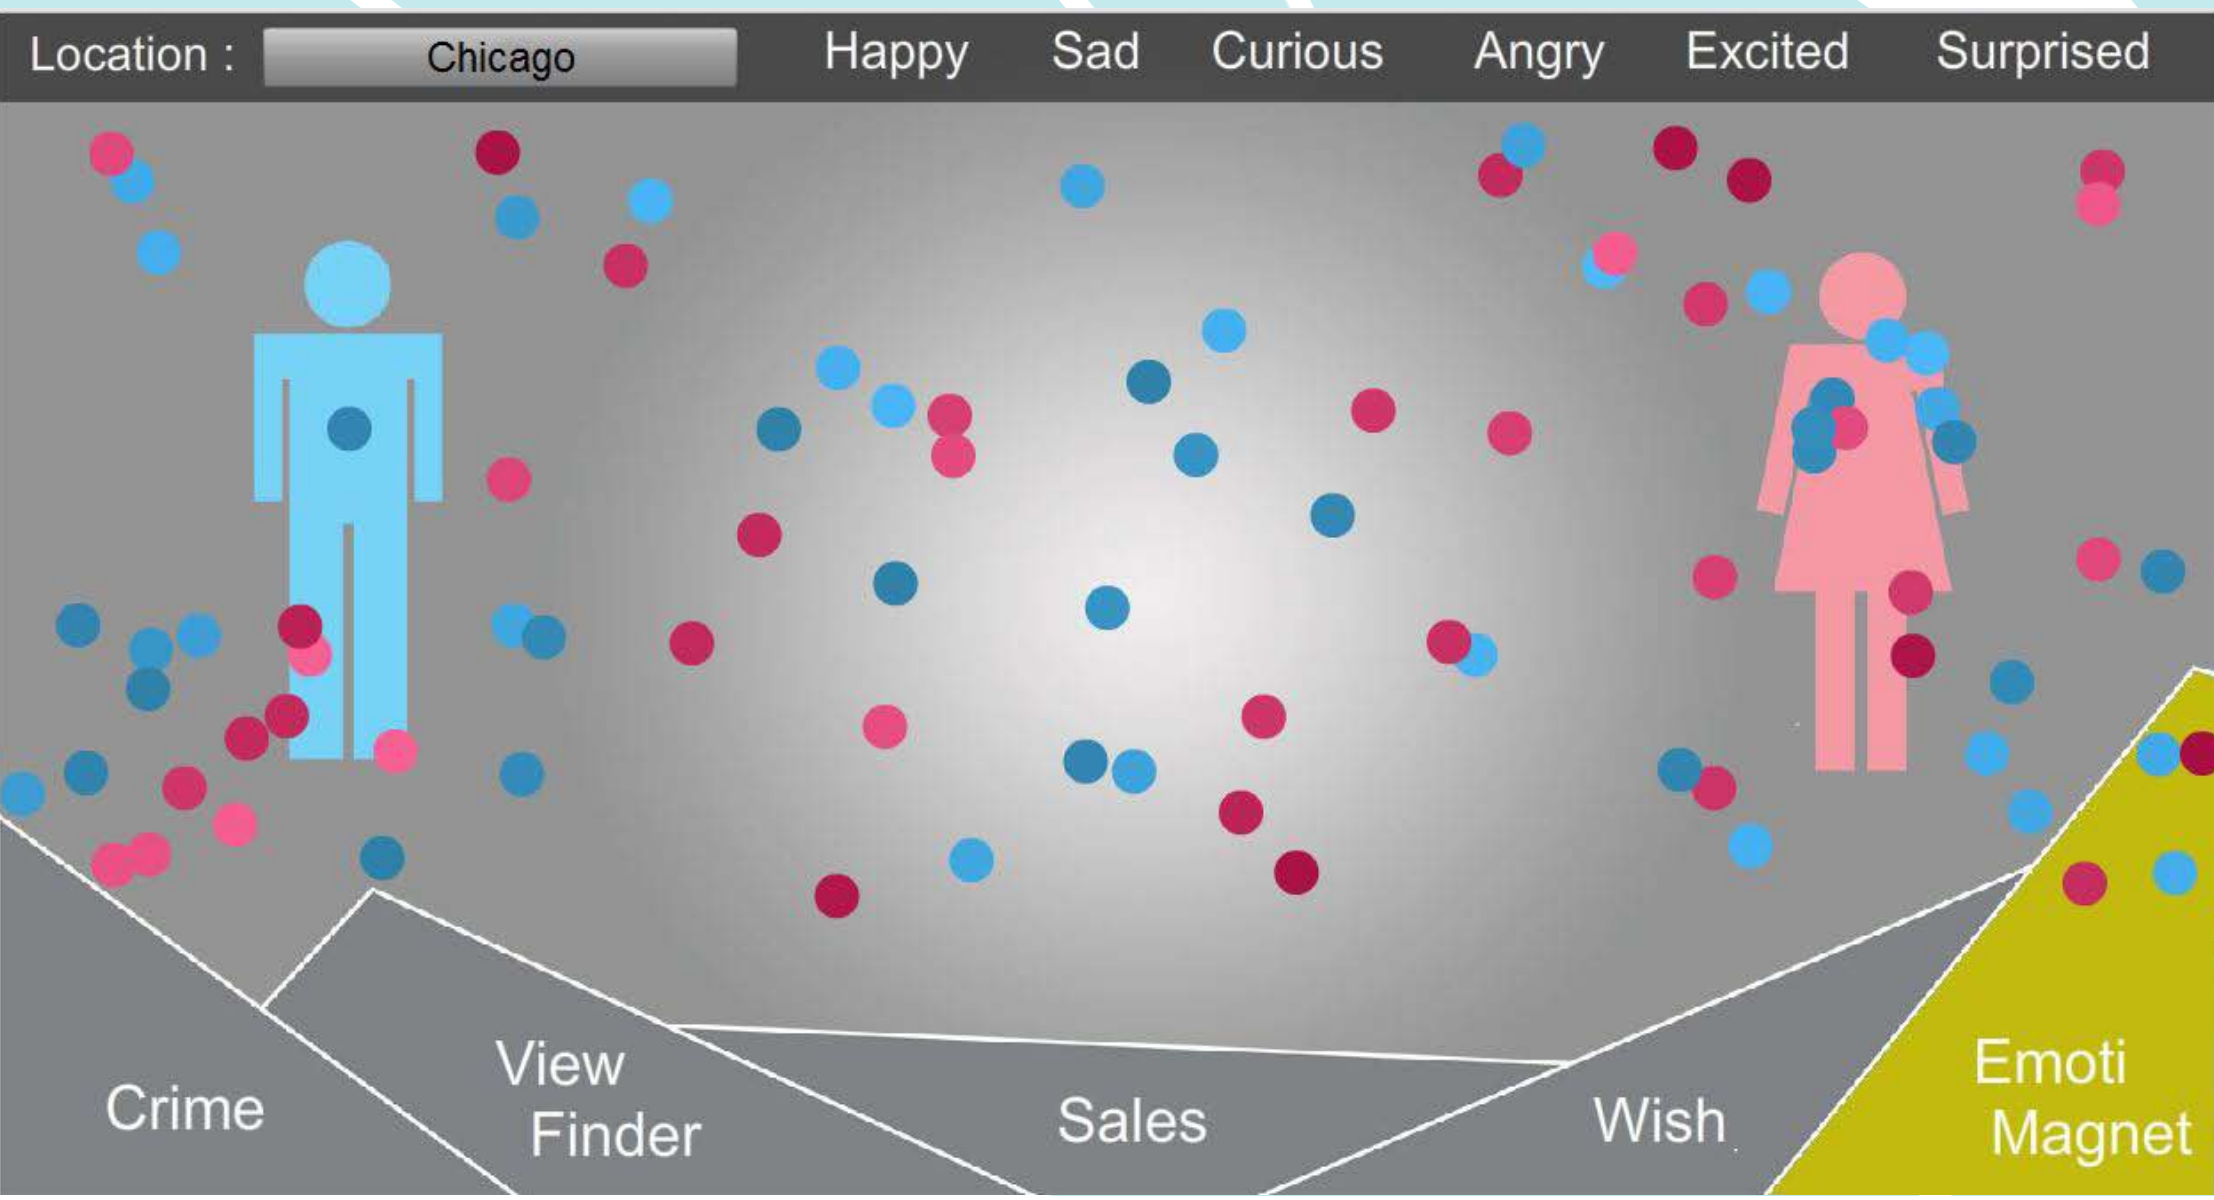 Location : Chicago Happy Sad Curious Angry Excited Surprised
Crime
View
Finder
Sales
Wish
Emoti
Magnet